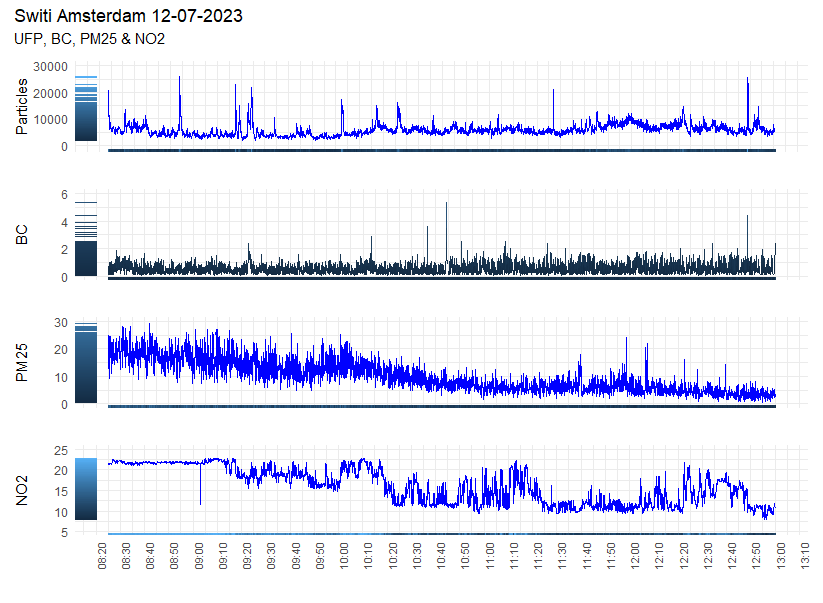 Switi Amsterdam 12-07-2023
UFP, BC, PM25 & NO2
Particles
30000
20000
10000
0
BC
6
4
2
0
PM25
30
20
10
0
NO2
25
20
15
10
5
08:20 08:30 08:40 08:50 09:00 09:10 09:20 09:30 09:40 09:50 10:00 10:10 10:20 10:30 10:40 10:50 11:00 11:10 11:20 11:30 11:40 11:50 12:00 12:10 12:20 12:30 12:40 12:50 13:00 13:10